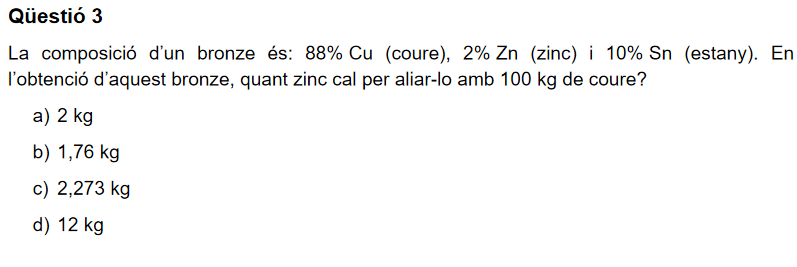 Qüestió 3
La composició d'un bronze és: 88% Cu (coure), 2% Zn (zinc) i 10% Sn (estany). En
l'obtenció d'aquest bronze, quant zinc cal per aliar-lo amb 100 kg de coure?
a) 2 kg
b) 1,76 kg
c) 2,273 kg
d) 12 kg